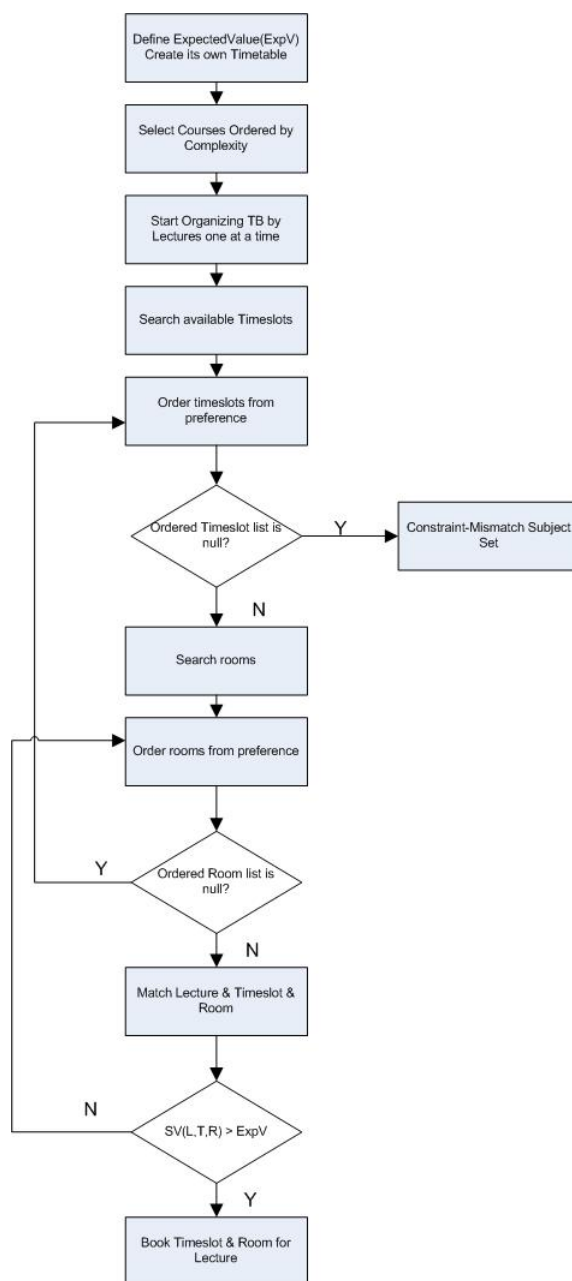 Define ExpectedValue(ExpV)
Create its own Timetable
Select Courses Ordered by
Complexity
Start Organizing TB by
Lectures one at a time
Search available Timeslots
Order timeslots from
preference
Ordered Timeslot list is
null?
Y
Constraint-Mismatch Subject
Set
N
Search rooms
Order rooms from preference
Ordered Room list is
null?
Y
N
Match Lecture & Timeslot &
Room
N
SV(L,T,R) > ExpV
Y
Book Timeslot & Room for
Lecture